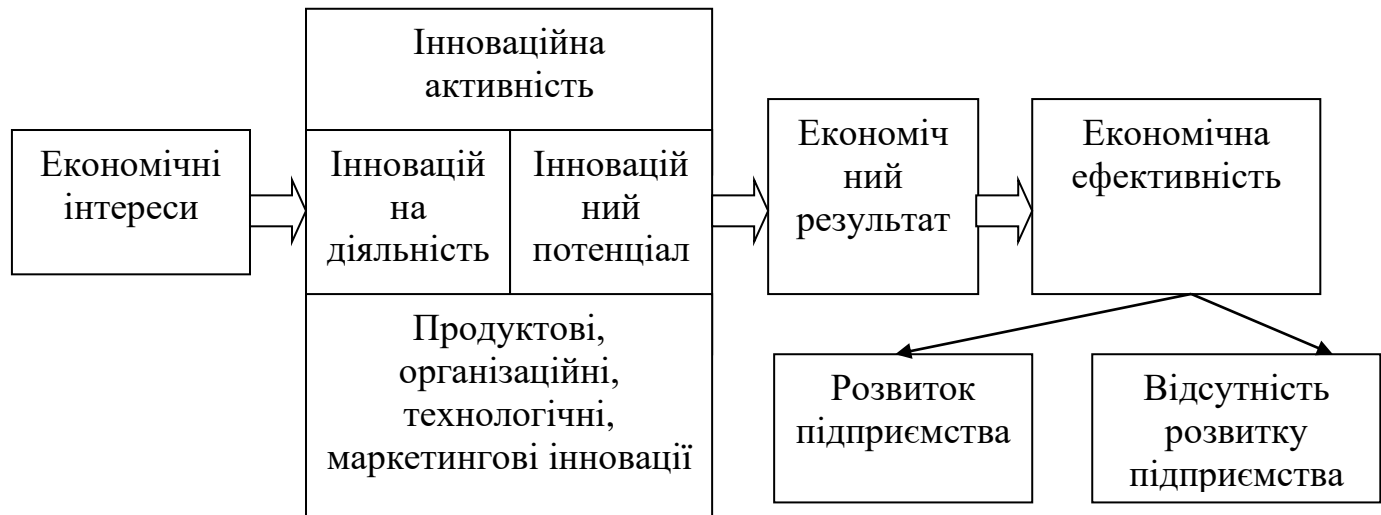 Інноваційна
активність
Економічні
інтереси
Інновацій
на
діяльність
Інновацій
ний
потенціал
Економіч
ний
результат
Економічна
ефективність
Продуктові,
організаційні,
технологічні,
маркетингові інновації
Розвиток
підприємства
Відсутність
розвитку
підприємства